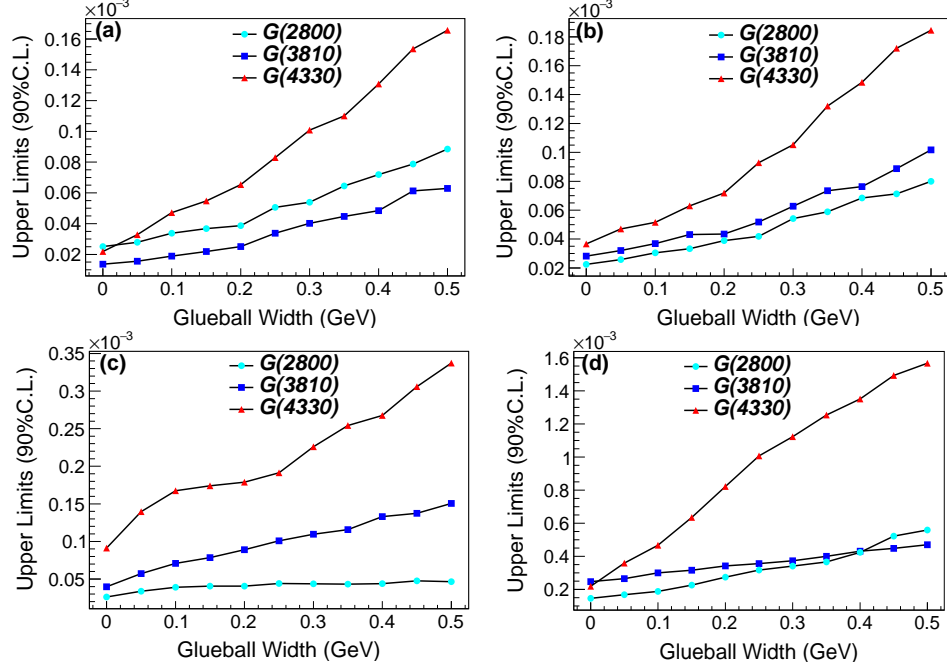 ×10⁻³
(a)
G(2800)
G(3810)
G(4330)
0.16
0.14
0.12
0.1
0.08
0.06
0.04
0.02
Upper Limits (90%C.L.)
0 0.1 0.2 0.3 0.4 0.5
Glueball Width (GeV)
×10⁻³
(b)
G(2800)
G(3810)
G(4330)
0.18
0.16
0.14
0.12
0.1
0.08
0.06
0.04
0.02
Upper Limits (90%C.L.)
0 0.1 0.2 0.3 0.4 0.5
Glueball Width (GeV)
×10⁻³
(c)
G(2800)
G(3810)
G(4330)
0.35
0.3
0.25
0.2
0.15
0.1
0.05
Upper Limits (90%C.L.)
0 0.1 0.2 0.3 0.4 0.5
Glueball Width (GeV)
×10⁻³
(d)
G(2800)
G(3810)
G(4330)
1.6
1.4
1.2
1
0.8
0.6
0.4
0.2
Upper Limits (90%C.L.)
0 0.1 0.2 0.3 0.4 0.5
Glueball Width (GeV)